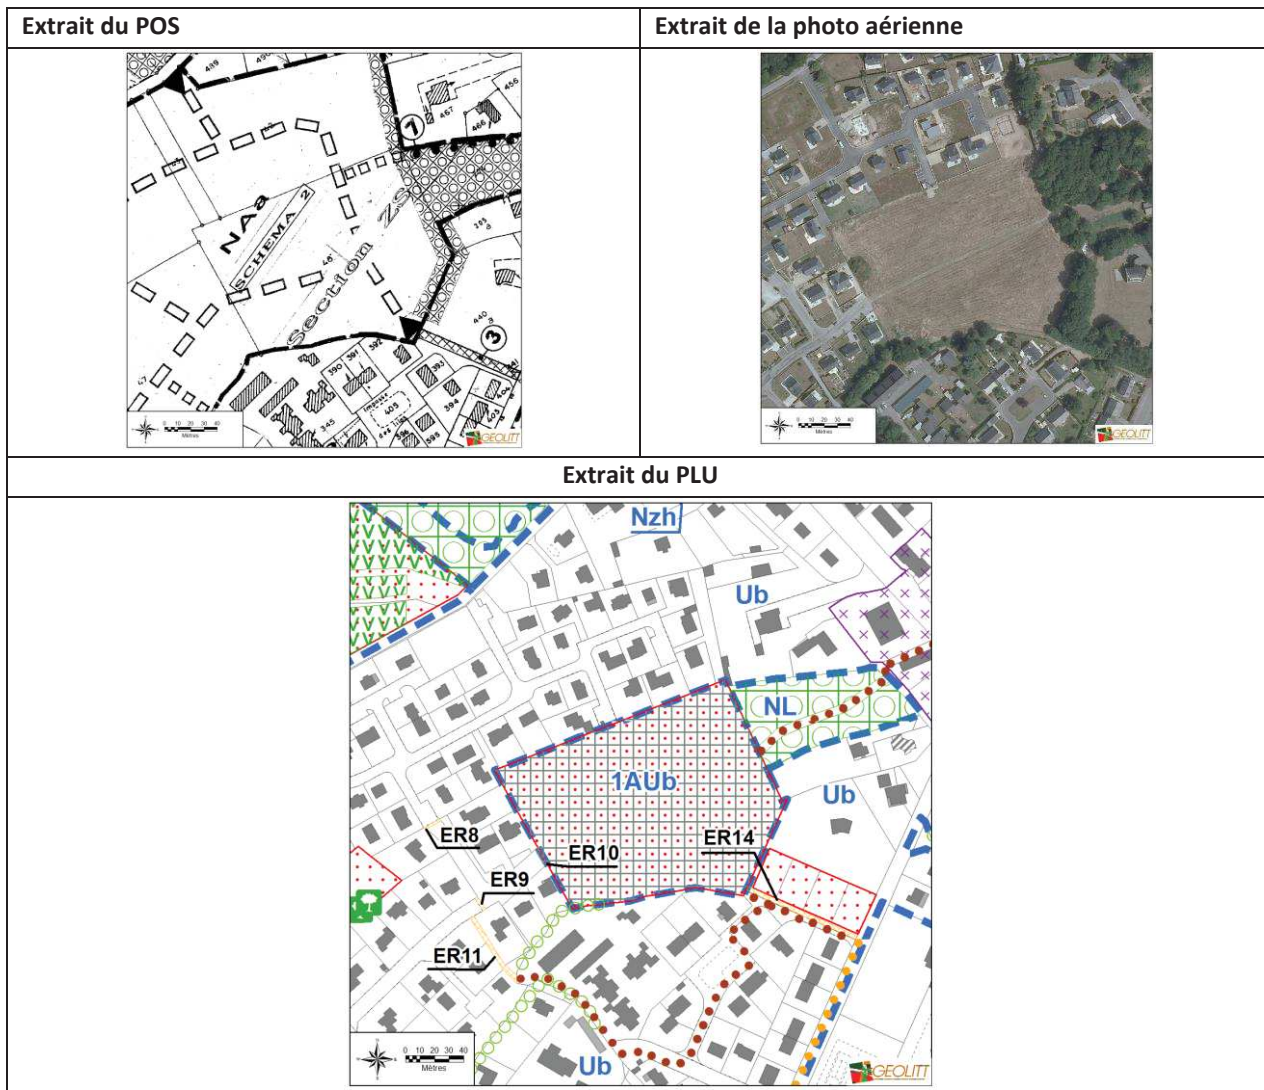 Extrait du POS
Extrait de la photo aérienne
489
467
456
466
NAa
SCHEMA 2
Section ZC
440
a
1
3
392
391
390
393
394
345
403
404
395
0 10 20 30 40
Mètres
GEOLITT
0 10 20 30 40
Mètres
GEOLITT
Extrait du PLU
Nzh
Ub
NL
1AUb
Ub
ER8
ER10
ER14
ER9
ER11
Ub
0 10 20 30 40
Mètres
GEOLITT